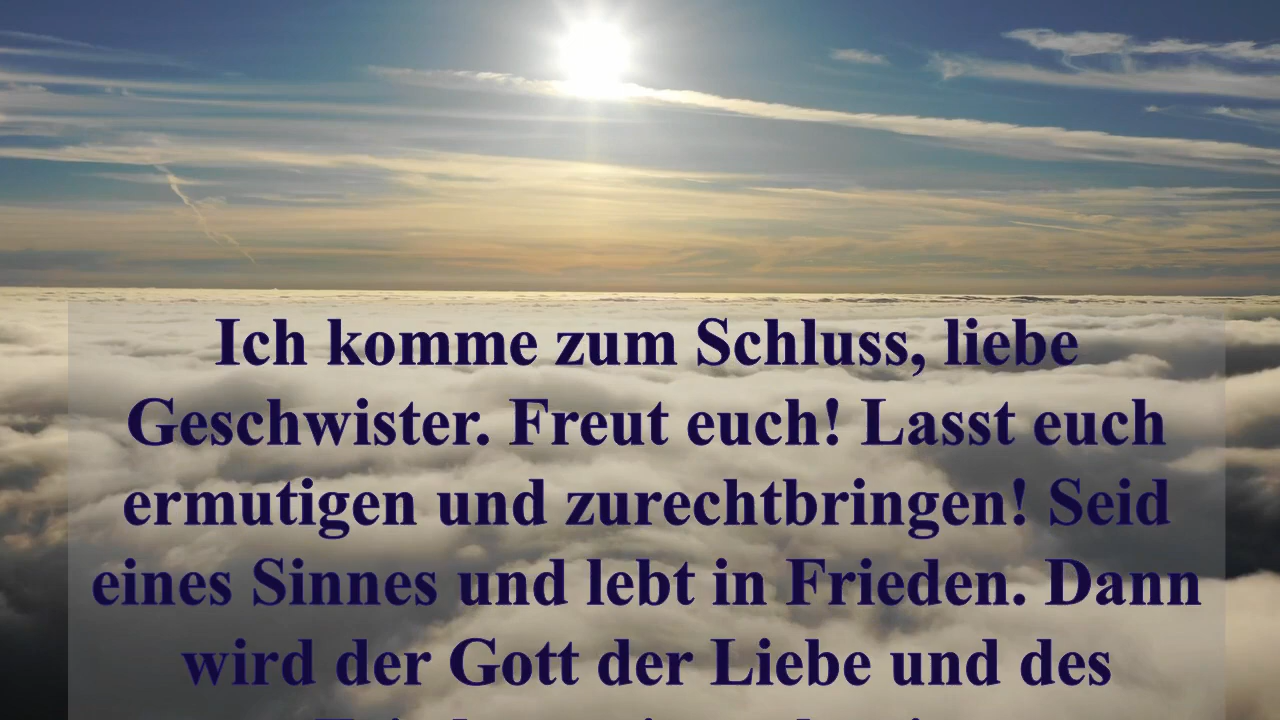 Ich komme zum Schluss, liebe
Geschwister. Freut euch! Lasst euch
ermutigen und zurechtbringen! Seid
eines Sinnes und lebt in Frieden. Dann
wird der Gott der Liebe und des